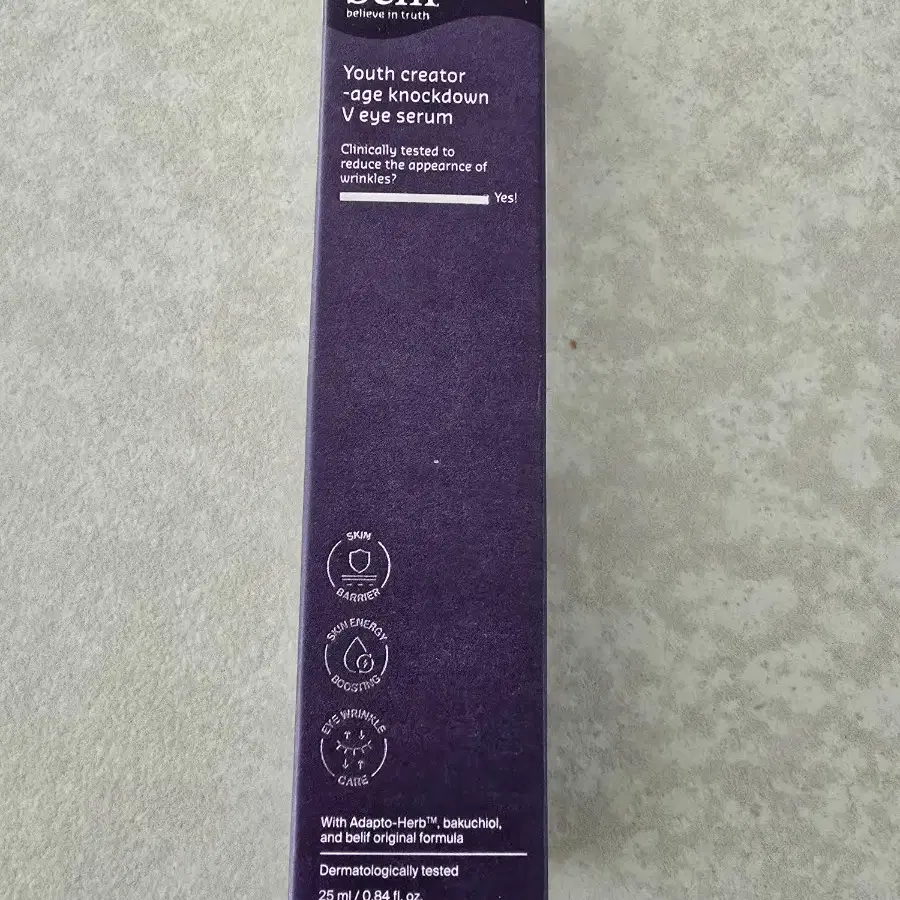 believe in truth
Youth creator
-age knockdown
V eye serum
Clinically tested to
reduce the appearnce of
wrinkles?
Yes!
SKIN
BARRIER
SKIN ENERGY
BOOSTING
EYE WRINKLE
CARE
With Adapto-Herb™, bakuchiol,
and belif original formula
Dermatologically tested
25 ml / 0.84 fl. oz.